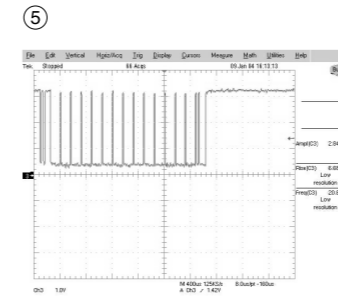 ⑤
File Edit Vertical Horiz/Acq Trig Display Cursors Measure Math Utilities Help
Tek Stopped 66 Acqs 09 Jan 04 16:13:13
Ampl(C3) 2.84
Rise(C3) 6.68
Low
resolution
Freq(C3) 20.8
Low
resolution
M 400us 125KS/s 8.0us/pt -160us
Ch3 1.0V A Ch3 / 1.42V